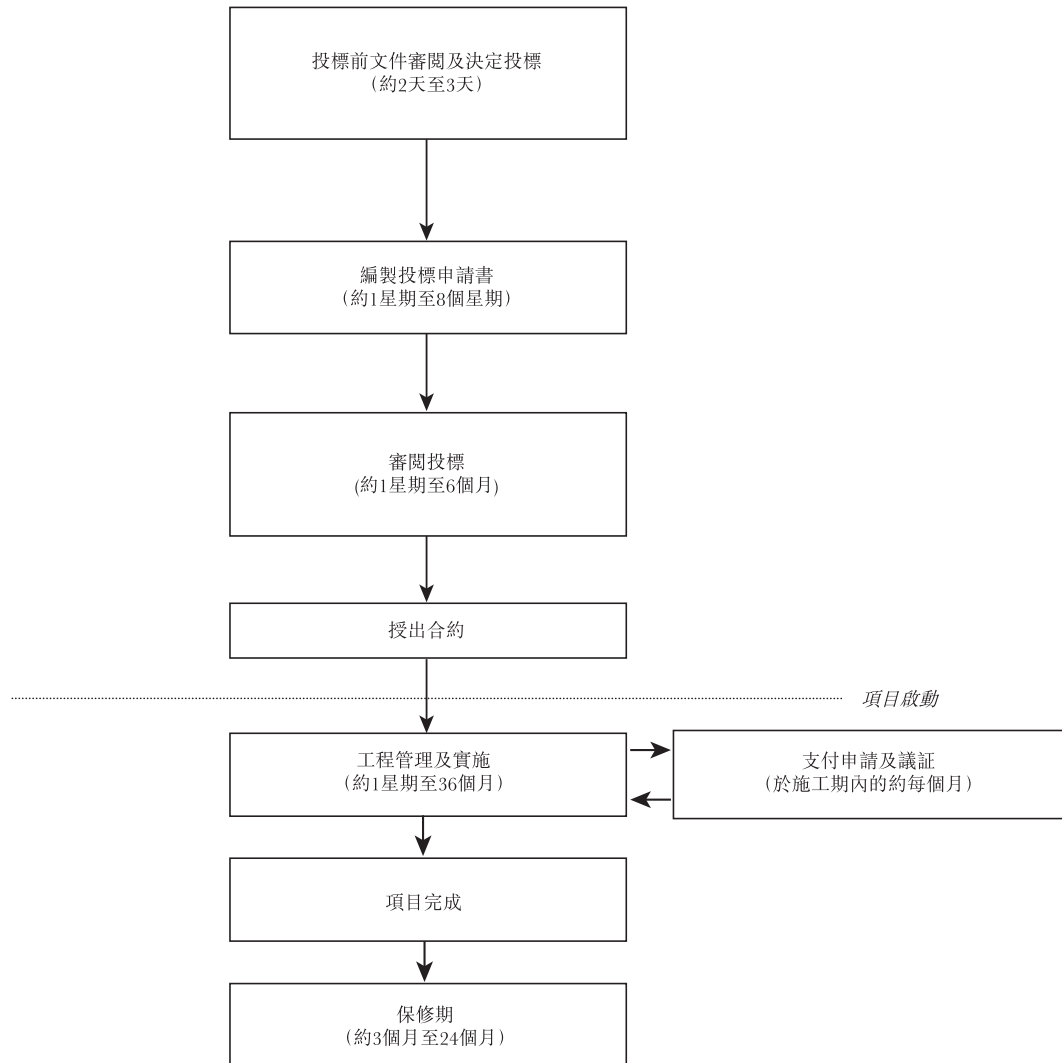 投標前文件審閱及決定投標
（約2天至3天）
編製投標申請書
（約1星期至8個星期）
審閱投標
(約1星期至6個月)
授出合約
項目啟動
工程管理及實施
（約1星期至36個月）
支付申請及議証
（於施工期內的約每個月）
項目完成
保修期
（約3個月至24個月）